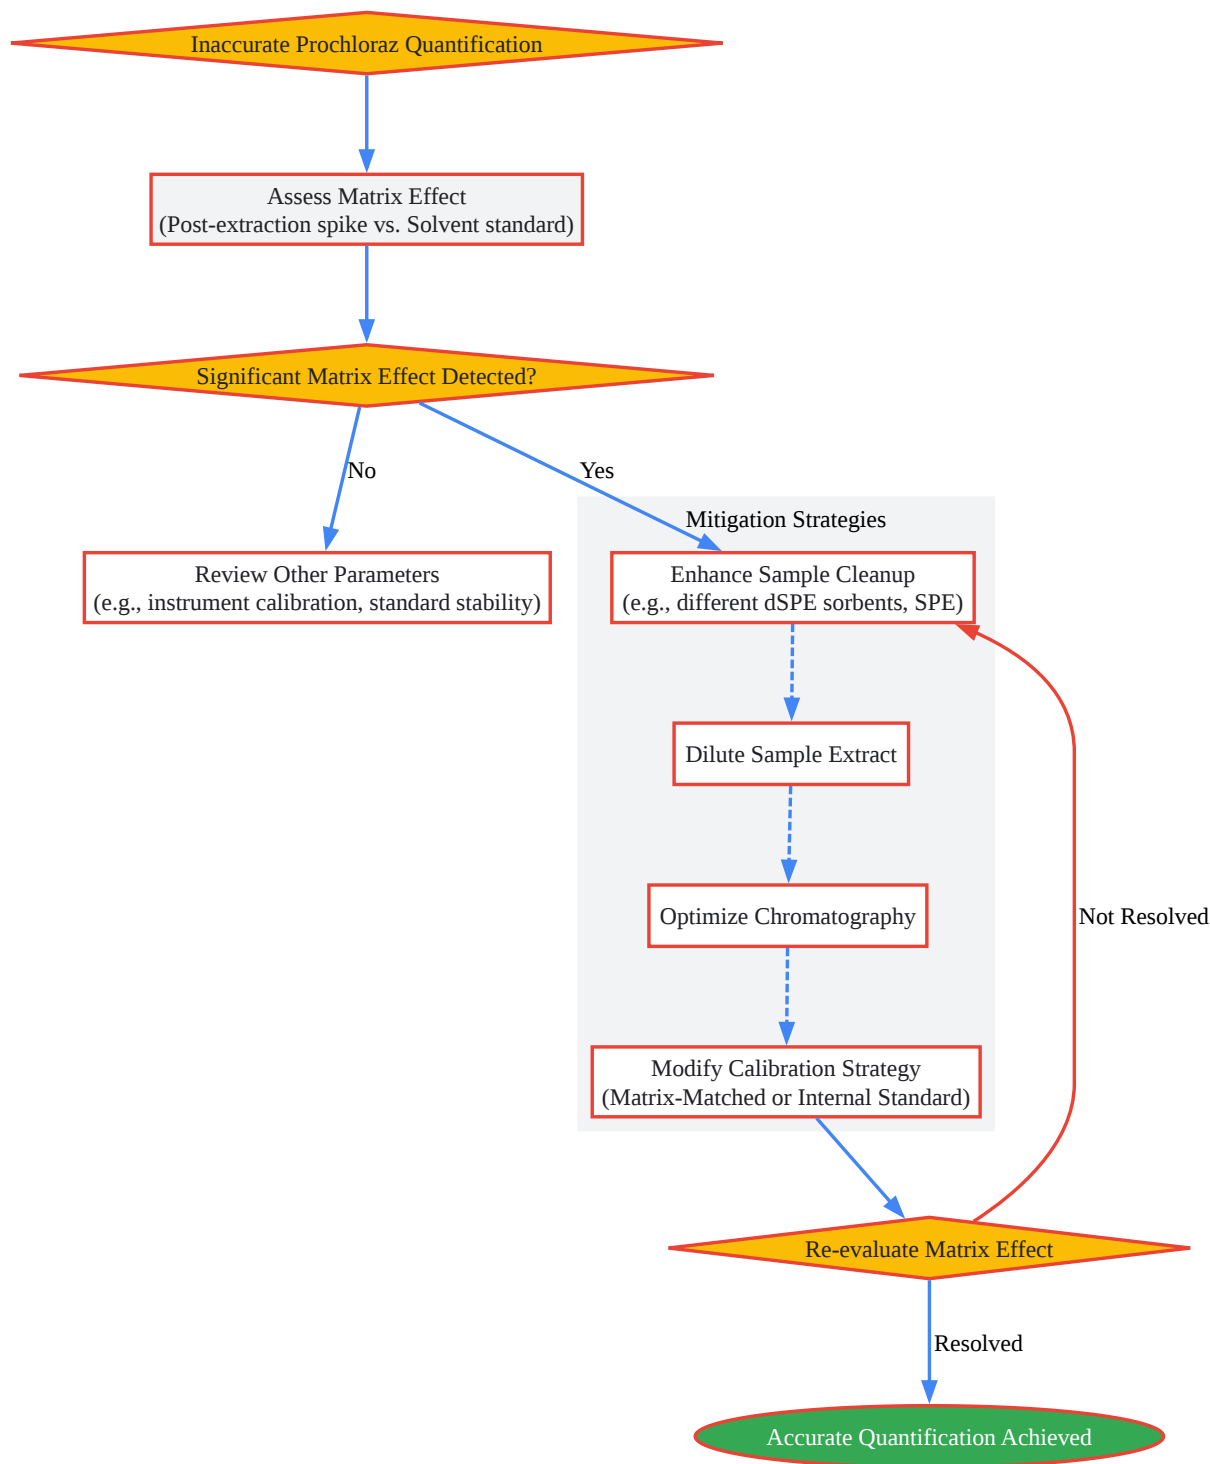 Inaccurate Prochloraz Quantification
Assess Matrix Effect
(Post-extraction spike vs. Solvent standard)
Significant Matrix Effect Detected?
No
Yes
Mitigation Strategies
Review Other Parameters
(e.g., instrument calibration, standard stability)
Enhance Sample Cleanup
(e.g., different dSPE sorbents, SPE)
Dilute Sample Extract
Optimize Chromatography
Not Resolved
Modify Calibration Strategy
(Matrix-Matched or Internal Standard)
Re-evaluate Matrix Effect
Resolved
Accurate Quantification Achieved